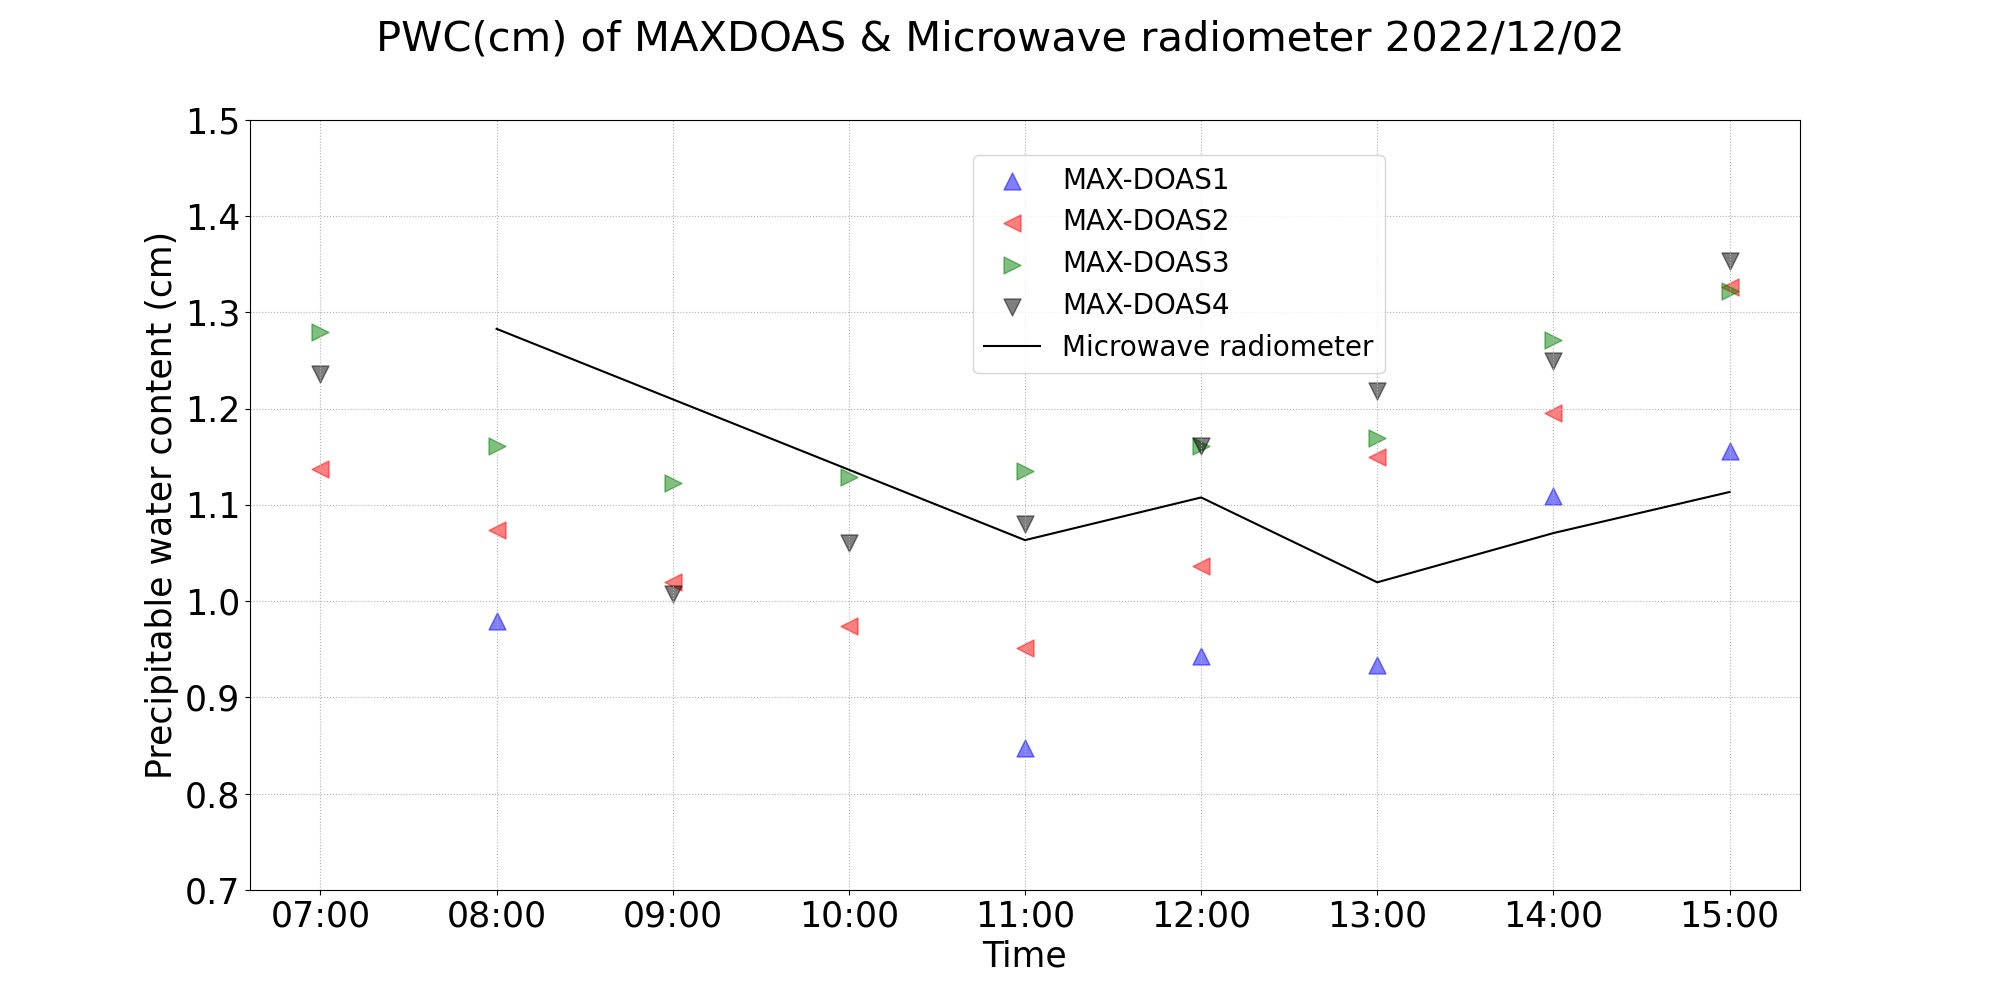 PWC(cm) of MAXDOAS & Microwave radiometer 2022/12/02
1.5
1.4
1.3
1.2
1.1
1.0
0.9
0.8
0.7
Precipitable water content (cm)
MAX-DOAS1
MAX-DOAS2
MAX-DOAS3
MAX-DOAS4
Microwave radiometer
07:00 08:00 09:00 10:00 11:00 12:00 13:00 14:00 15:00
Time